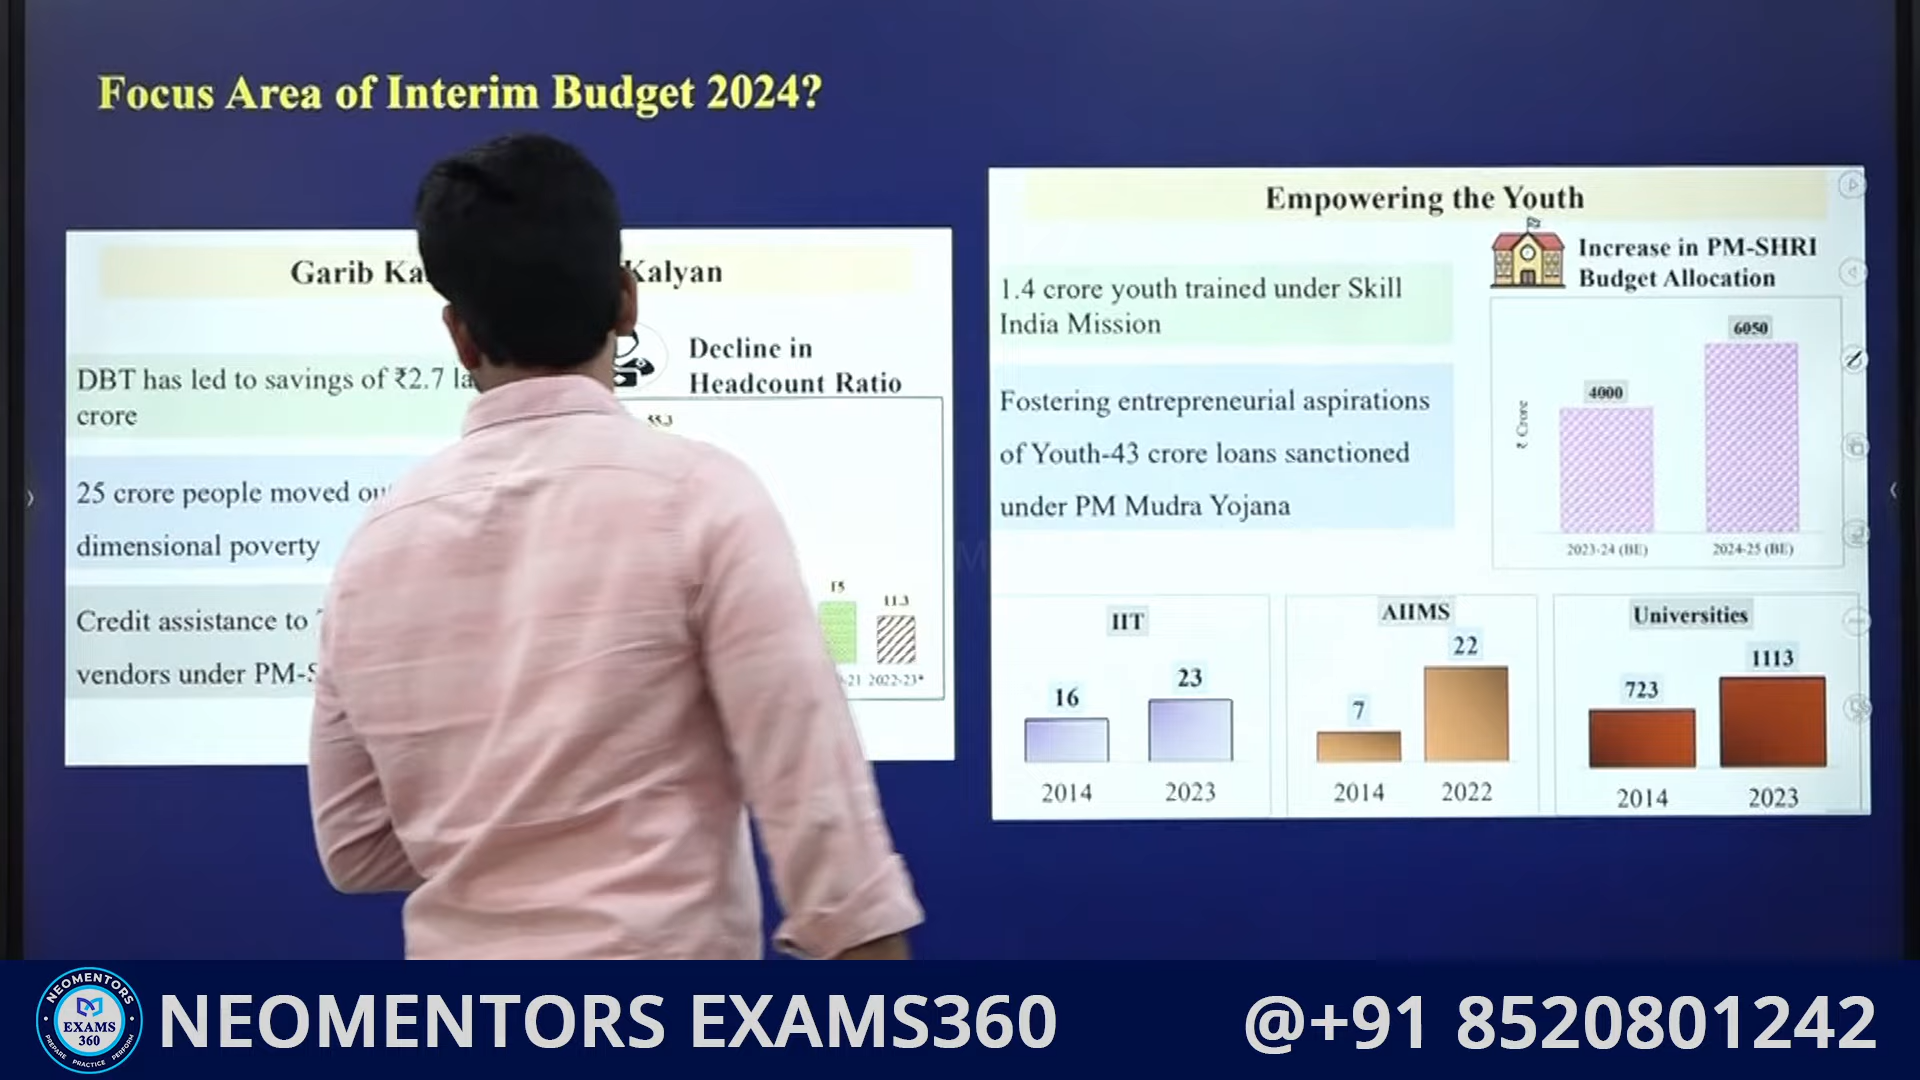 Focus Area of Interim Budget 2024?
Garib Kalyan
DBT has led to savings of ₹2.7
crore
25 crore people moved
dimensional poverty
Credit assistance to
vendors under
Decline in
Headcount Ratio
55.3
15
11.3
2022-23*
Empowering the Youth
1.4 crore youth trained under Skill
India Mission
Fostering entrepreneurial aspirations
of Youth-43 crore loans sanctioned
under PM Mudra Yojana
Increase in PM-SHRI
Budget Allocation
₹ Crore
4000
6050
2023-24 (BE)
2024-25 (BE)
IIT
16
23
2014
2023
AIIMS
7
22
2014
2022
Universities
723
1113
2014
2023
NEOMENTORS
EXAMS
360
PREPARE PRACTICE PERFORM
NEOMENTORS EXAMS360
@+91 8520801242